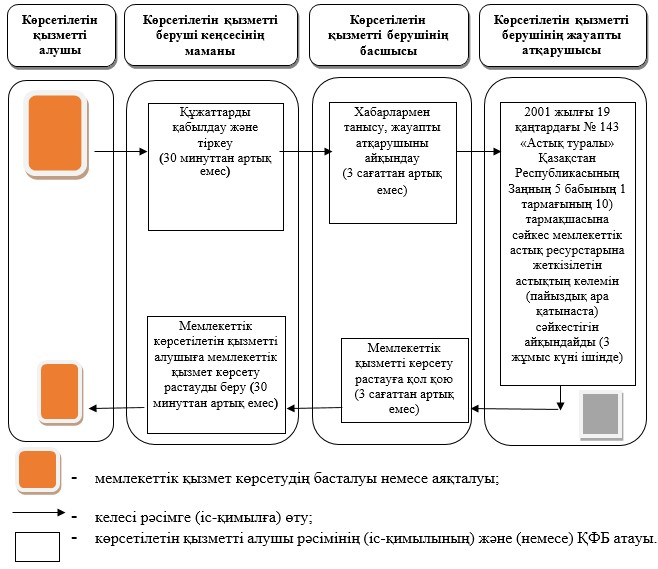 Көрсетілетін
қызметті
алушы
Көрсетілетін қызметті
беруші кеңсесінің
маманы
Көрсетілетін
қызметті берушінің
басшысы
Көрсетілетін қызметті
берушінің жауапты
атқарушысы
Құжаттарды
қабылдау және
тіркеу
(30 минуттан артық
емес)
Хабарлармен
танысу, жауапты
атқарушыны
айқындау
(3 сағаттан артық
емес)
2001 жылғы 19
қаңтардағы № 143
«Астық туралы»
Қазақстан
Республикасының
Заңның 5 бабының 1
тармағының 10)
тармақшасына
сәйкес мемлекеттік
астық ресурстарына
жеткізілетін
астықтың көлемін
(пайыздық ара
қатынаста)
сәйкестігін
айқындайды (3
жұмыс күні ішінде)
Мемлекеттік
көрсетілетін қызметті
алушыға мемлекеттік
қызмет көрсету
растауды беру (30
минуттан артық емес)
Мемлекеттік
қызметті көрсету
растауға қол қою
(3 сағаттан артық
емес)
- мемлекеттік қызмет көрсетудің басталуы немесе аяқталуы;
- келесі рәсімге (іс-қимылға) өту;
- көрсетілетін қызметті алушы рәсімінің (іс-қимылының) және (немесе) ҚФБ атауы.